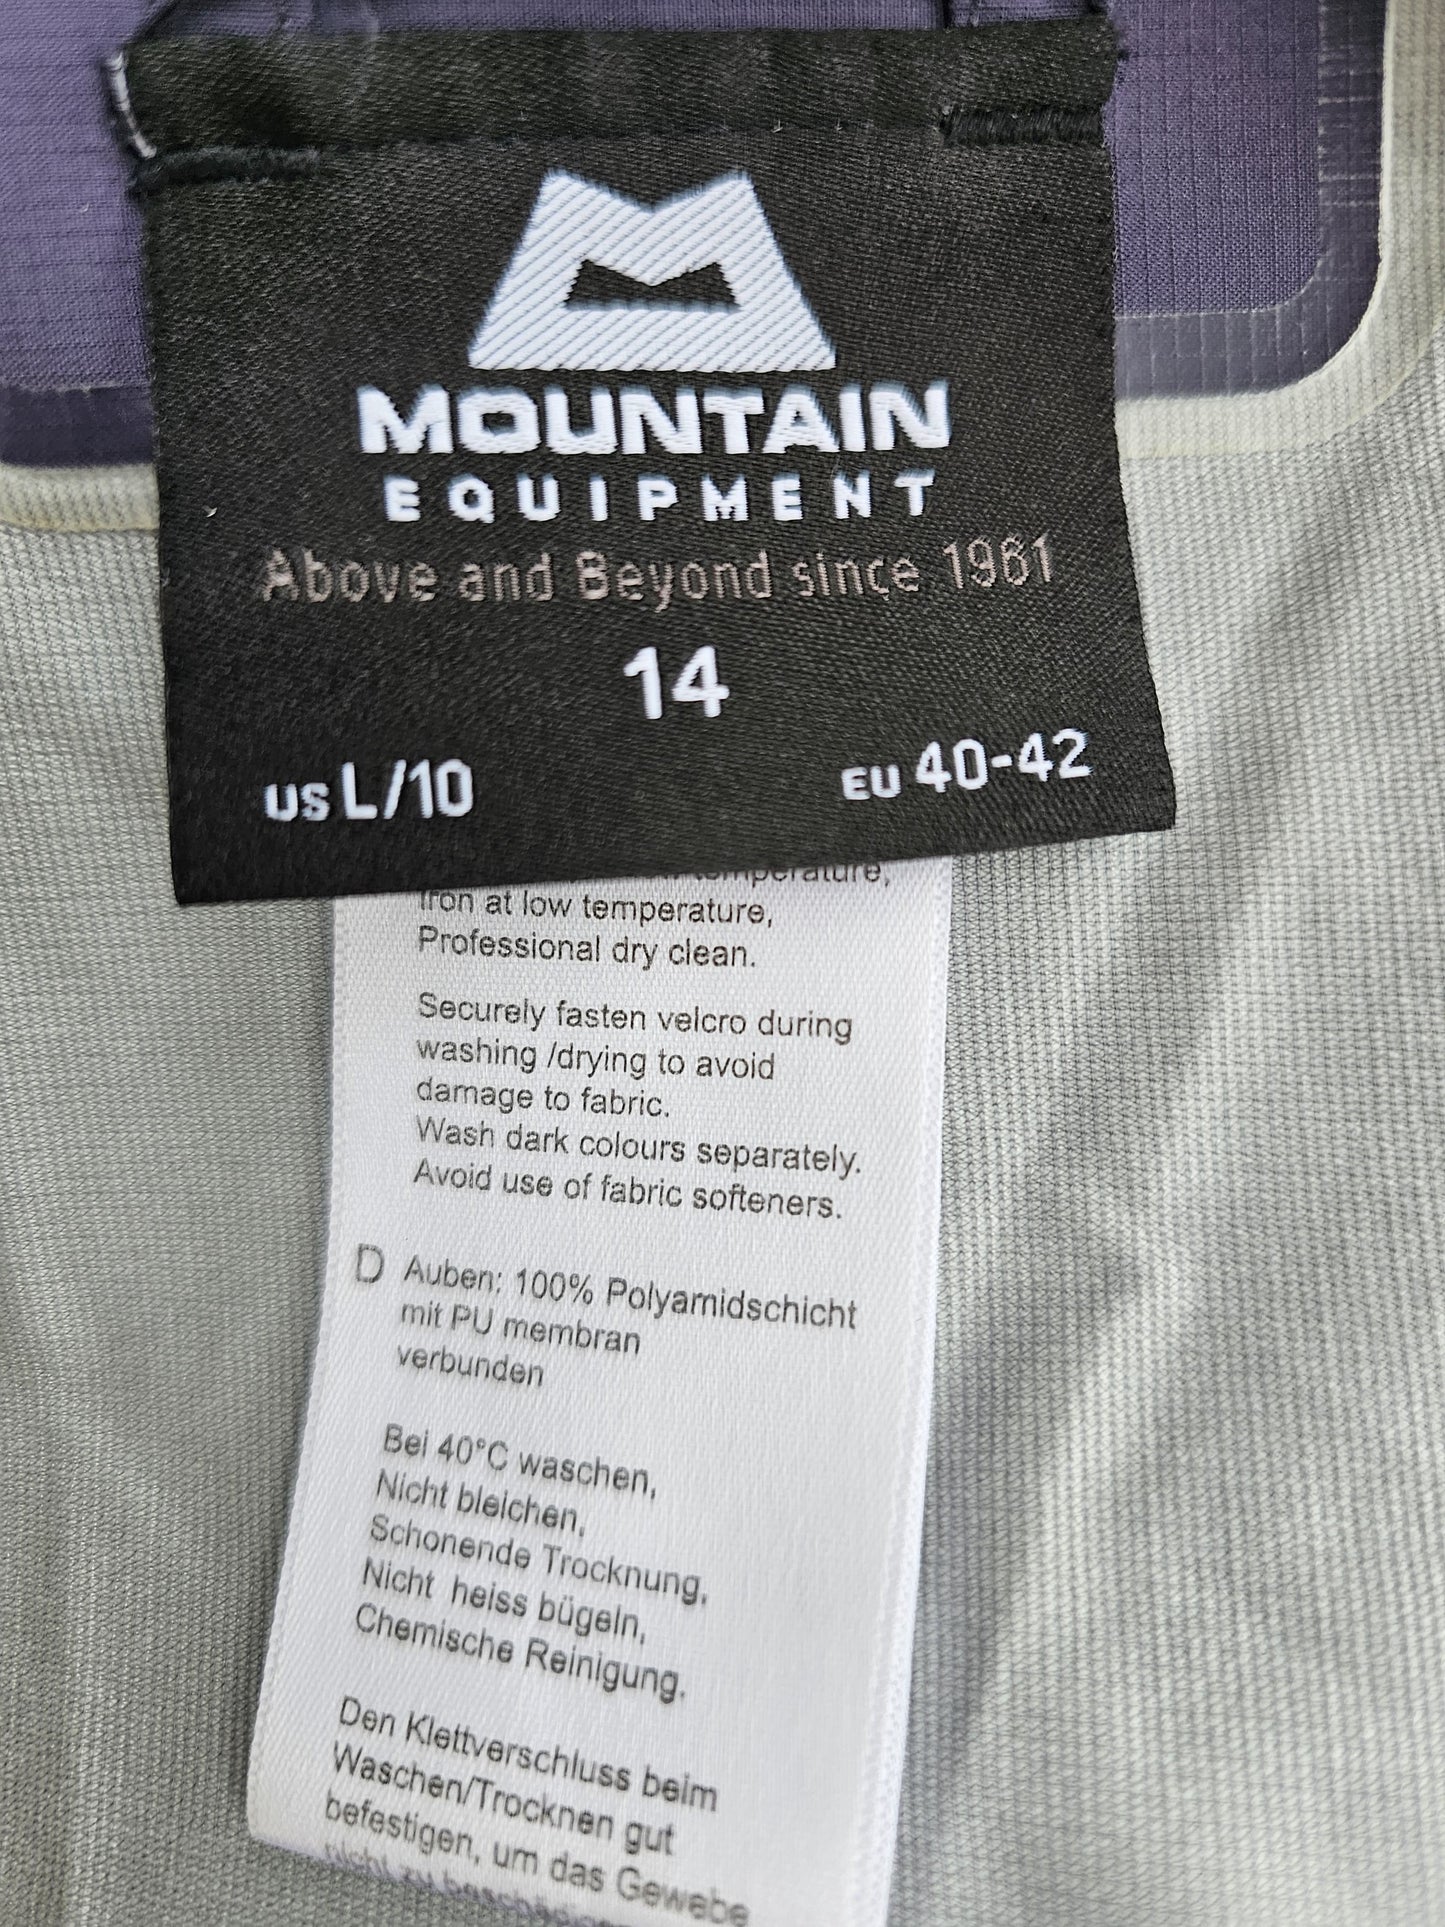 MOUNTAIN
EQUIPMENT
Above and Beyond since 1961
14
US L/10
EU 40-42
temperature,
Iron at low temperature,
Professional dry clean.
Securely fasten velcro during
washing /drying to avoid
damage to fabric.
Wash dark colours separately.
Avoid use of fabric softeners.
D Auben: 100% Polyamidschicht
mit PU membran
verbunden
Bei 40°C waschen,
Nicht bleichen,
Schonende Trocknung,
Nicht heiss bügeln,
Chemische Reinigung.
Den Klettverschluss beim
Waschen/Trocknen gut
befestigen, um das Gewebe
nicht zu